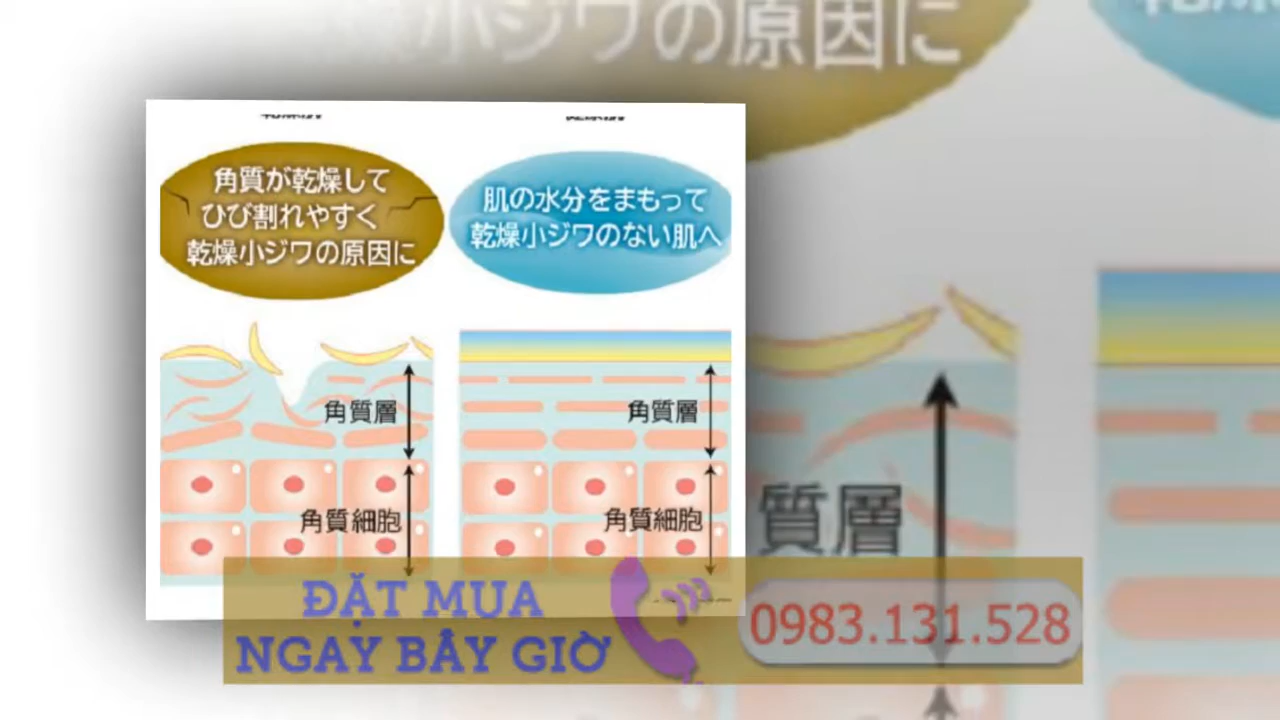 燥小ジワの原因に
角質が乾燥して
ひび割れやすく
乾燥小ジワの原因に
肌の水分をまもって
乾燥小ジワのない肌へ
角質層
角質層
質層
角質細胞
角質細胞
ĐẶT MUA
NGAY BÂY GIỜ
0983.131.528